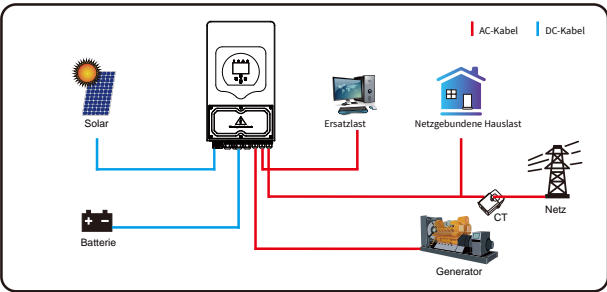 AC-Kabel
DC-Kabel
Solar
Ersatzlast
Netzgebundene Hauslast
CT
Netz
Batterie
Generator